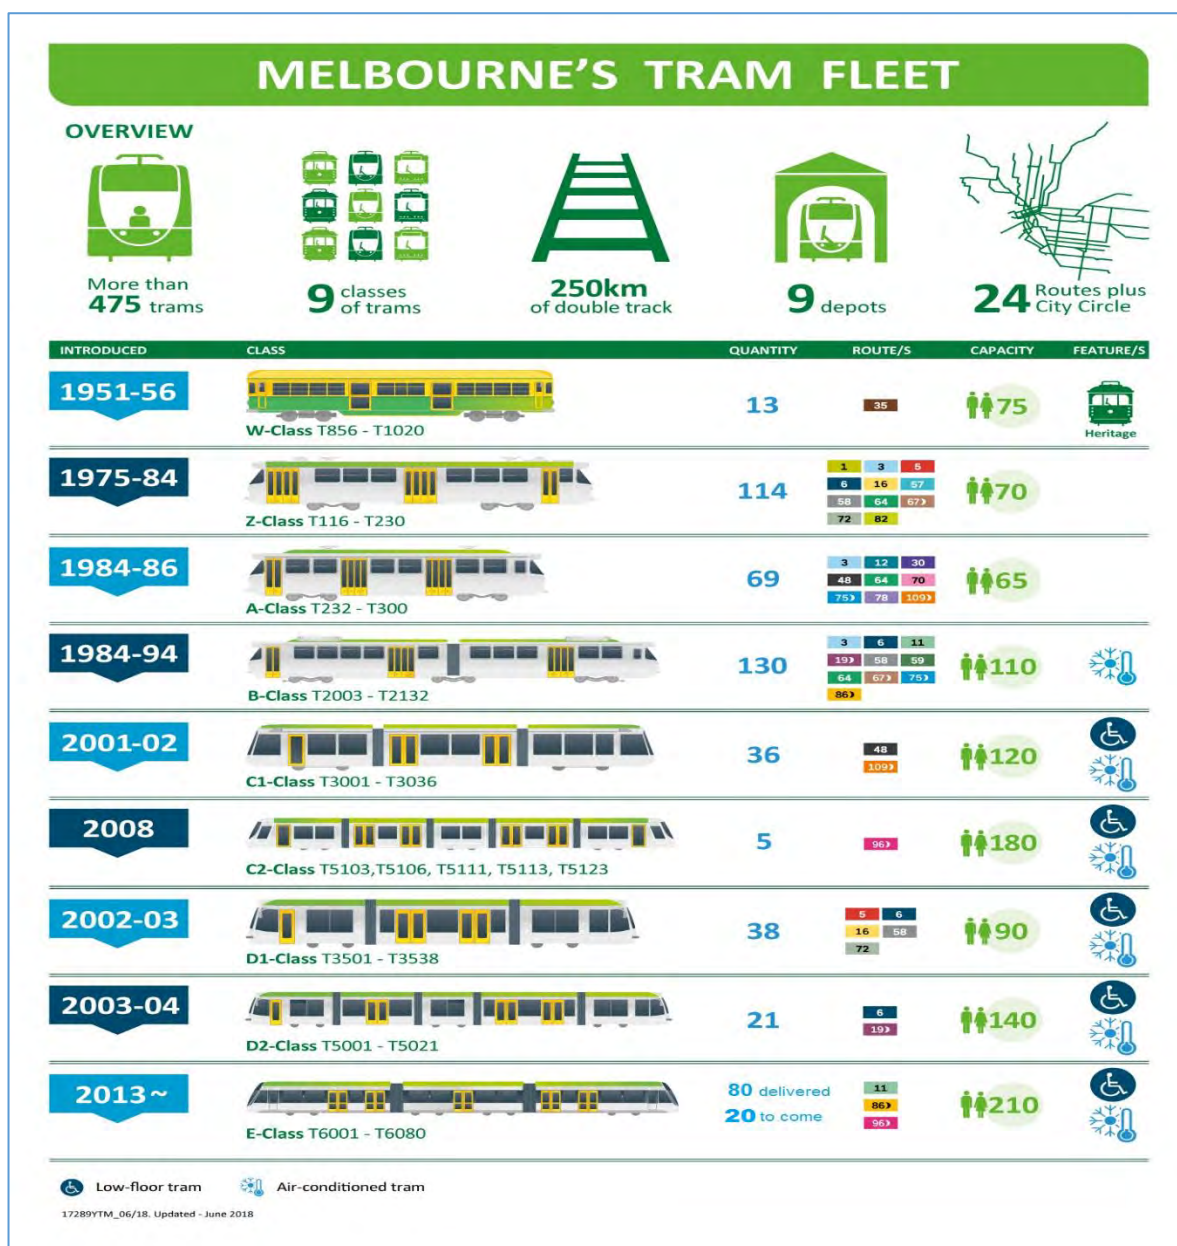 MELBOURNE'S TRAM FLEET
OVERVIEW
More than
475 trams
9 classes
of trams
250km
of double track
9 depots
24 Routes plus
City Circle
INTRODUCED CLASS QUANTITY ROUTE/S CAPACITY FEATURE/S
1951-56
W-Class T856 - T1020
13
35
75
Heritage
1975-84
Z-Class T116 - T230
114
1 3 5
6 16 57
58 64 67
72 82
70
1984-86
A-Class T232 - T300
69
3 12 30
48 64 70
75 78 109
65
1984-94
B-Class T2003 - T2132
130
3 6 11
19 58 59
64 67 75
86
110
2001-02
C1-Class T3001 - T3036
36
48
109
120
2008
C2-Class T5103,T5106, T5111, T5113, T5123
5
96
180
2002-03
D1-Class T3501 - T3538
38
5 6
16 58
72
90
2003-04
D2-Class T5001 - T5021
21
6
19
140
2013~
E-Class T6001 - T6080
80 delivered
20 to come
11
86
96
210
Low-floor tram Air-conditioned tram
17289YTM_06/18. Updated - June 2018